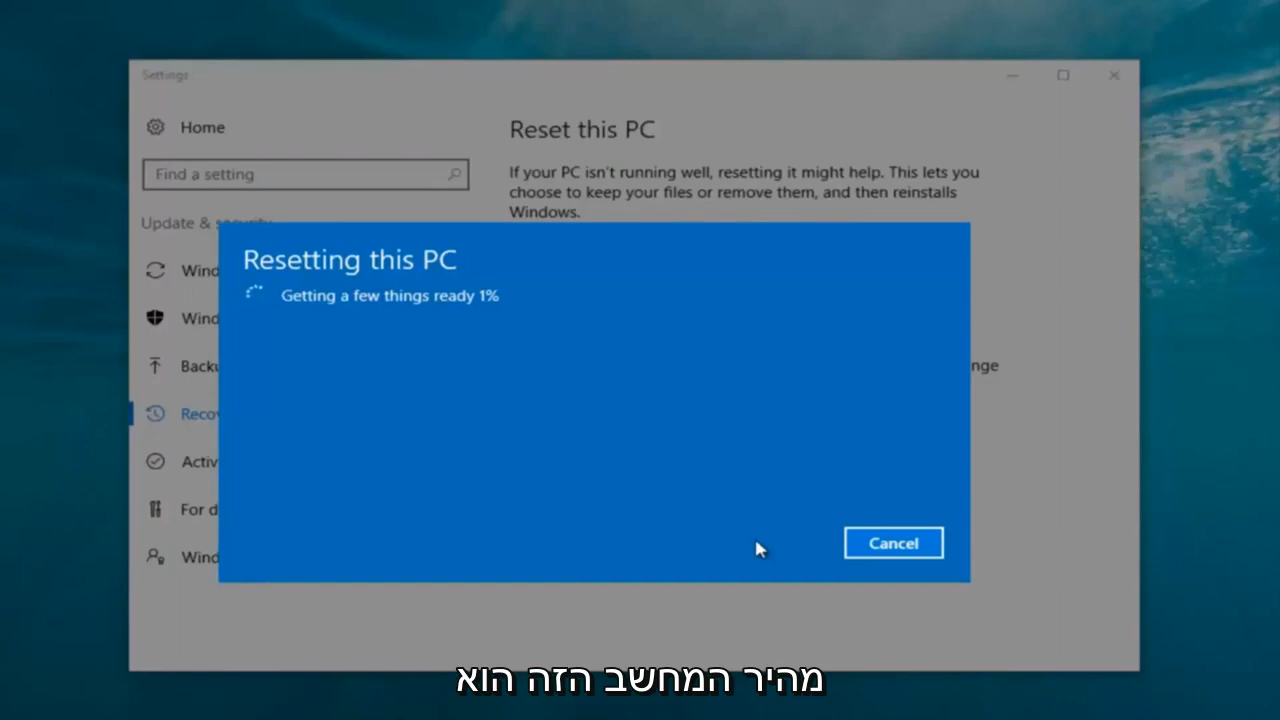 Settings
Home
Find a setting
Update & security
Reset this PC
If your PC isn't running well, resetting it might help. This lets you
choose to keep your files or remove them, and then reinstalls
Windows.
Wind
Wind
Backu
Recov
Activ
For d
Wind
nge
Resetting this PC
Getting a few things ready 1%
Cancel
מהיר המחשב הזה הוא